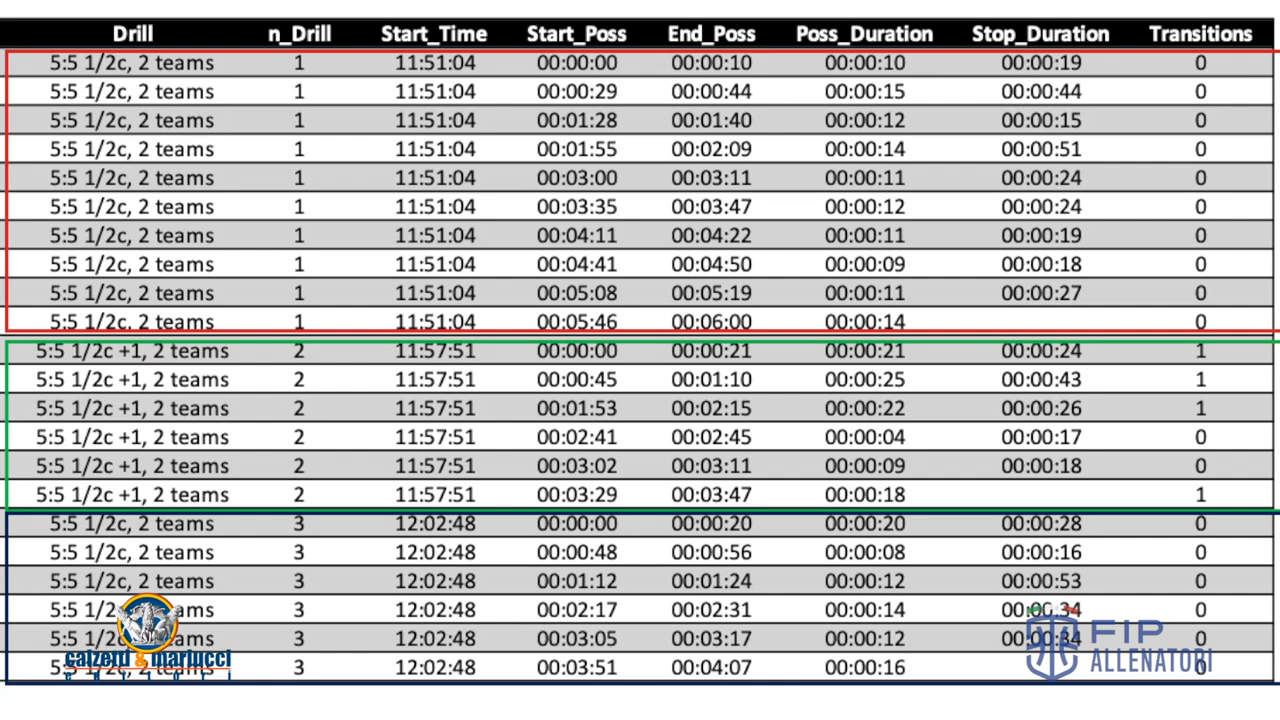 Drill n_Drill Start_Time Start_Poss End_Poss Poss_Duration Stop_Duration Transitions
5:5 1/2c, 2 teams 1 11:51:04 00:00:00 00:00:10 00:00:10 00:00:19 0
5:5 1/2c, 2 teams 1 11:51:04 00:00:29 00:00:44 00:00:15 00:00:44 0
5:5 1/2c, 2 teams 1 11:51:04 00:01:28 00:01:40 00:00:12 00:00:15 0
5:5 1/2c, 2 teams 1 11:51:04 00:01:55 00:02:09 00:00:14 00:00:51 0
5:5 1/2c, 2 teams 1 11:51:04 00:03:00 00:03:11 00:00:11 00:00:24 0
5:5 1/2c, 2 teams 1 11:51:04 00:03:35 00:03:47 00:00:12 00:00:24 0
5:5 1/2c, 2 teams 1 11:51:04 00:04:11 00:04:22 00:00:11 00:00:19 0
5:5 1/2c, 2 teams 1 11:51:04 00:04:41 00:04:50 00:00:09 00:00:18 0
5:5 1/2c, 2 teams 1 11:51:04 00:05:08 00:05:19 00:00:11 00:00:27 0
5:5 1/2c, 2 teams 1 11:51:04 00:05:46 00:06:00 00:00:14 0
5:5 1/2c +1, 2 teams 2 11:57:51 00:00:00 00:00:21 00:00:21 00:00:24 1
5:5 1/2c +1, 2 teams 2 11:57:51 00:00:45 00:01:10 00:00:25 00:00:43 1
5:5 1/2c +1, 2 teams 2 11:57:51 00:01:53 00:02:15 00:00:22 00:00:26 1
5:5 1/2c +1, 2 teams 2 11:57:51 00:02:41 00:02:45 00:00:04 00:00:17 0
5:5 1/2c +1, 2 teams 2 11:57:51 00:03:02 00:03:11 00:00:09 00:00:18 0
5:5 1/2c +1, 2 teams 2 11:57:51 00:03:29 00:03:47 00:00:18 1
5:5 1/2c, 2 teams 3 12:02:48 00:00:00 00:00:20 00:00:20 00:00:28 0
5:5 1/2c, 2 teams 3 12:02:48 00:00:48 00:00:56 00:00:08 00:00:16 0
5:5 1/2c, 2 teams 3 12:02:48 00:01:12 00:01:24 00:00:12 00:00:53 0
5:5 1/2 ams 3 12:02:48 00:02:17 00:02:31 00:00:14 00:00:34 0
5:5 1/2 ams 3 12:02:48 00:03:05 00:03:17 00:00:12 00:00:34 0
3 12:02:48 00:03:51 00:04:07 00:00:16 0
calzetti & mariucci
editori
FIP
ALLENATORI